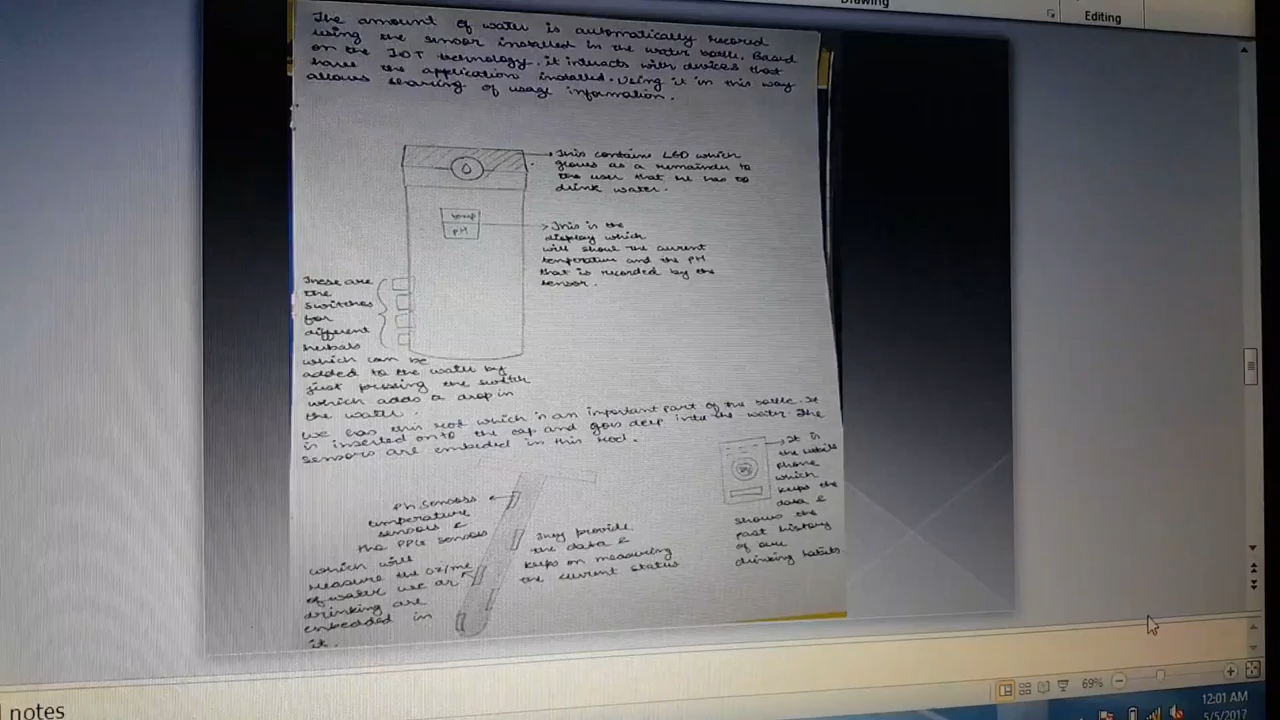 Drawing
Editing
The amount of water is automatically recored
using the sensor installed in the water bottle. Based
on the IOT technology, it interacts with devices that
have the application installed. Using it in this way
allows sharing of usage information.
This contains LED which
glows as a remainder to
the user that he has to
drink water.
temp
PH
This is the
display which
will show the current
temperature and the PH
that is recorded by the
sensor.
These are
the
switches
for
different
herbals
which can be
added to the water by
just pressing the switch
which adds a drop in
the water.
We has this rod which is an important part of the bottle. It
is inserted onto the cap and goes deep into the water. The
sensors are embeded in this rod.
PH sensors
temperature
sensors &
the PPG sensors
which will
measure the oz/ml
of water we are
drinking are
embedded in
it.
They provide
the data &
keeps on measuring
the current status
It is
the mobile
phone
which
keeps the
data &
shows the
past history
of our
drinking habits
notes
69%
12:01 AM
5/5/2017